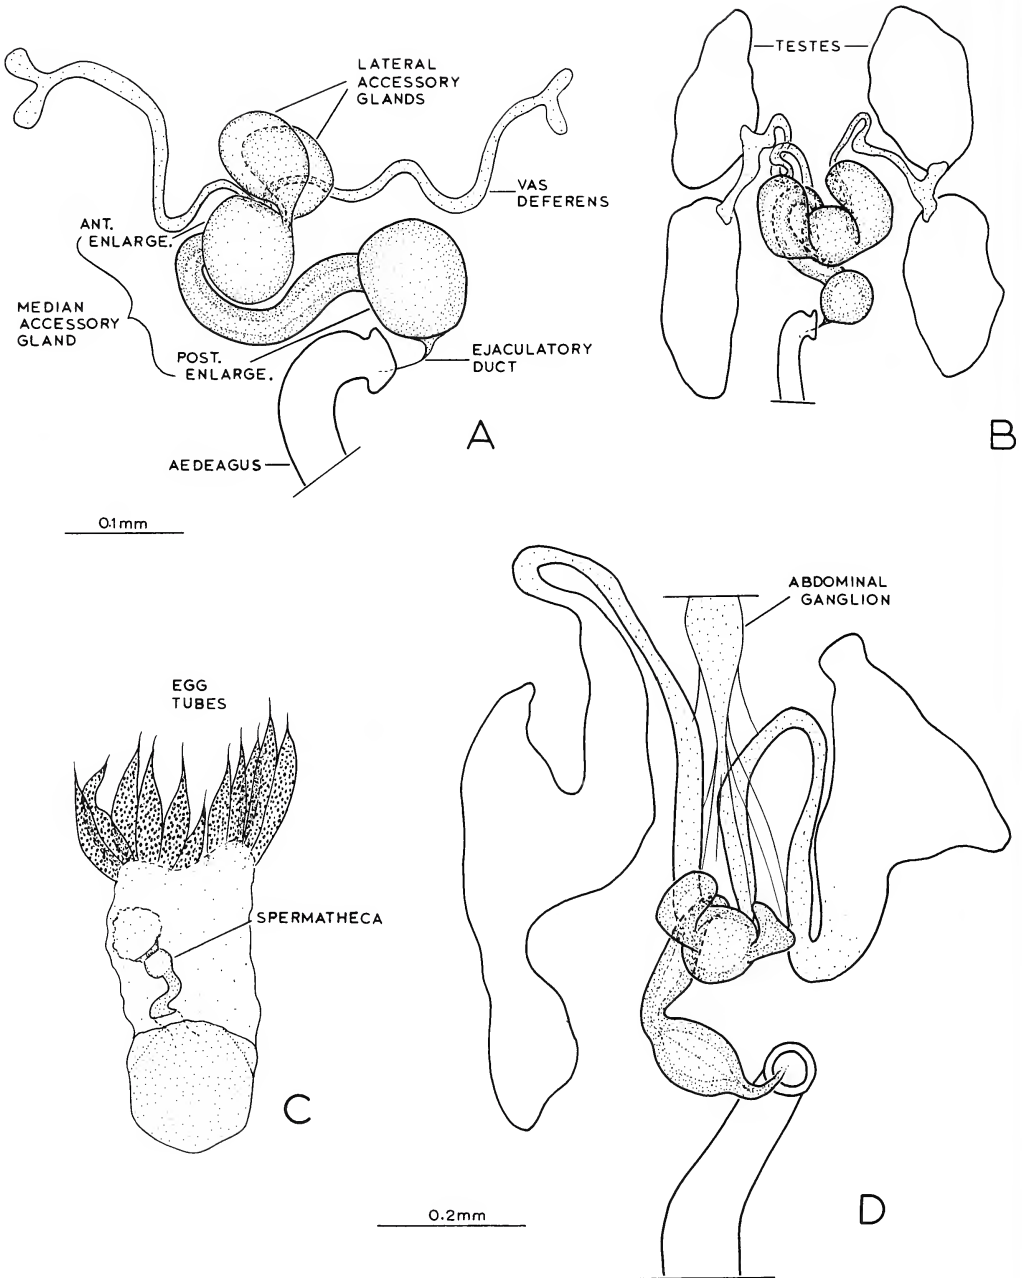 LATERAL
ACCESSORY
GLANDS
VAS
DEFERENS
ANT.
ENLARGE.
MEDIAN
ACCESSORY
GLAND
POST.
ENLARGE.
EJACULATORY
DUCT
AEDEAGUS
A
0.1mm
TESTES
B
EGG
TUBES
SPERMATHECA
C
ABDOMINAL
GANGLION
0.2mm
D